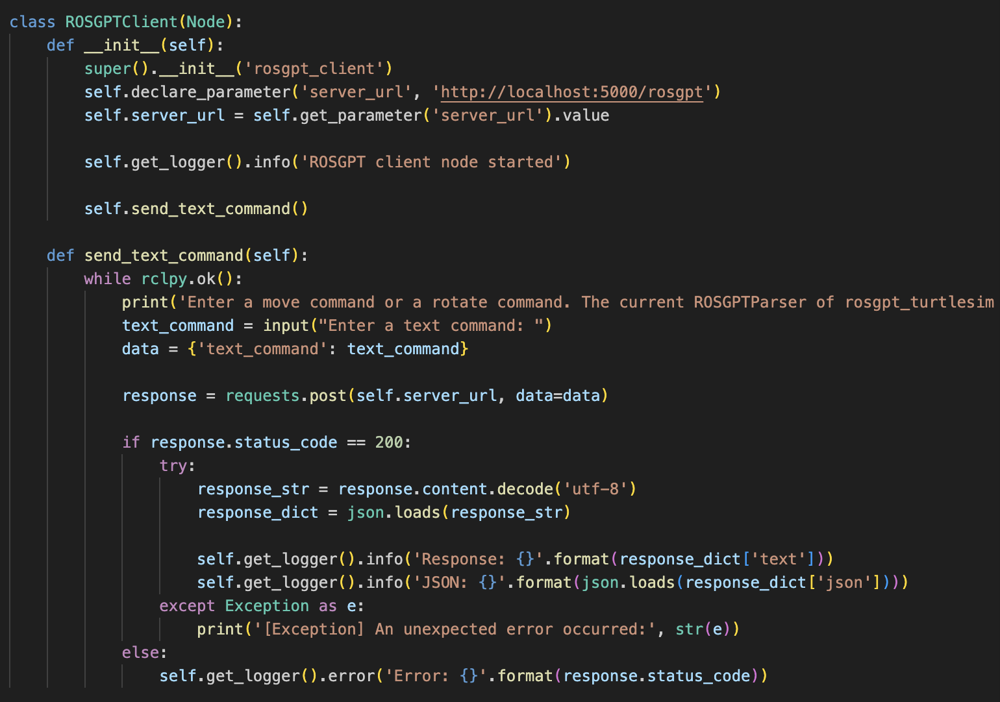 class ROSGPTClient(Node):
    def __init__(self):
        super().__init__('rosgpt_client')
        self.declare_parameter('server_url', 'http://localhost:5000/rosgpt')
        self.server_url = self.get_parameter('server_url').value

        self.get_logger().info('ROSGPT client node started')

        self.send_text_command()

    def send_text_command(self):
        while rclpy.ok():
            print('Enter a move command or a rotate command. The current ROSGPTParser of rosgpt_turtlesim
            text_command = input("Enter a text command: ")
            data = {'text_command': text_command}

            response = requests.post(self.server_url, data=data)

            if response.status_code == 200:
                try:
                    response_str = response.content.decode('utf-8')
                    response_dict = json.loads(response_str)

                    self.get_logger().info('Response: {}'.format(response_dict['text']))
                    self.get_logger().info('JSON: {}'.format(json.loads(response_dict['json'])))
                except Exception as e:
                    print('[Exception] An unexpected error occurred:', str(e))
            else:
                self.get_logger().error('Error: {}'.format(response.status_code))